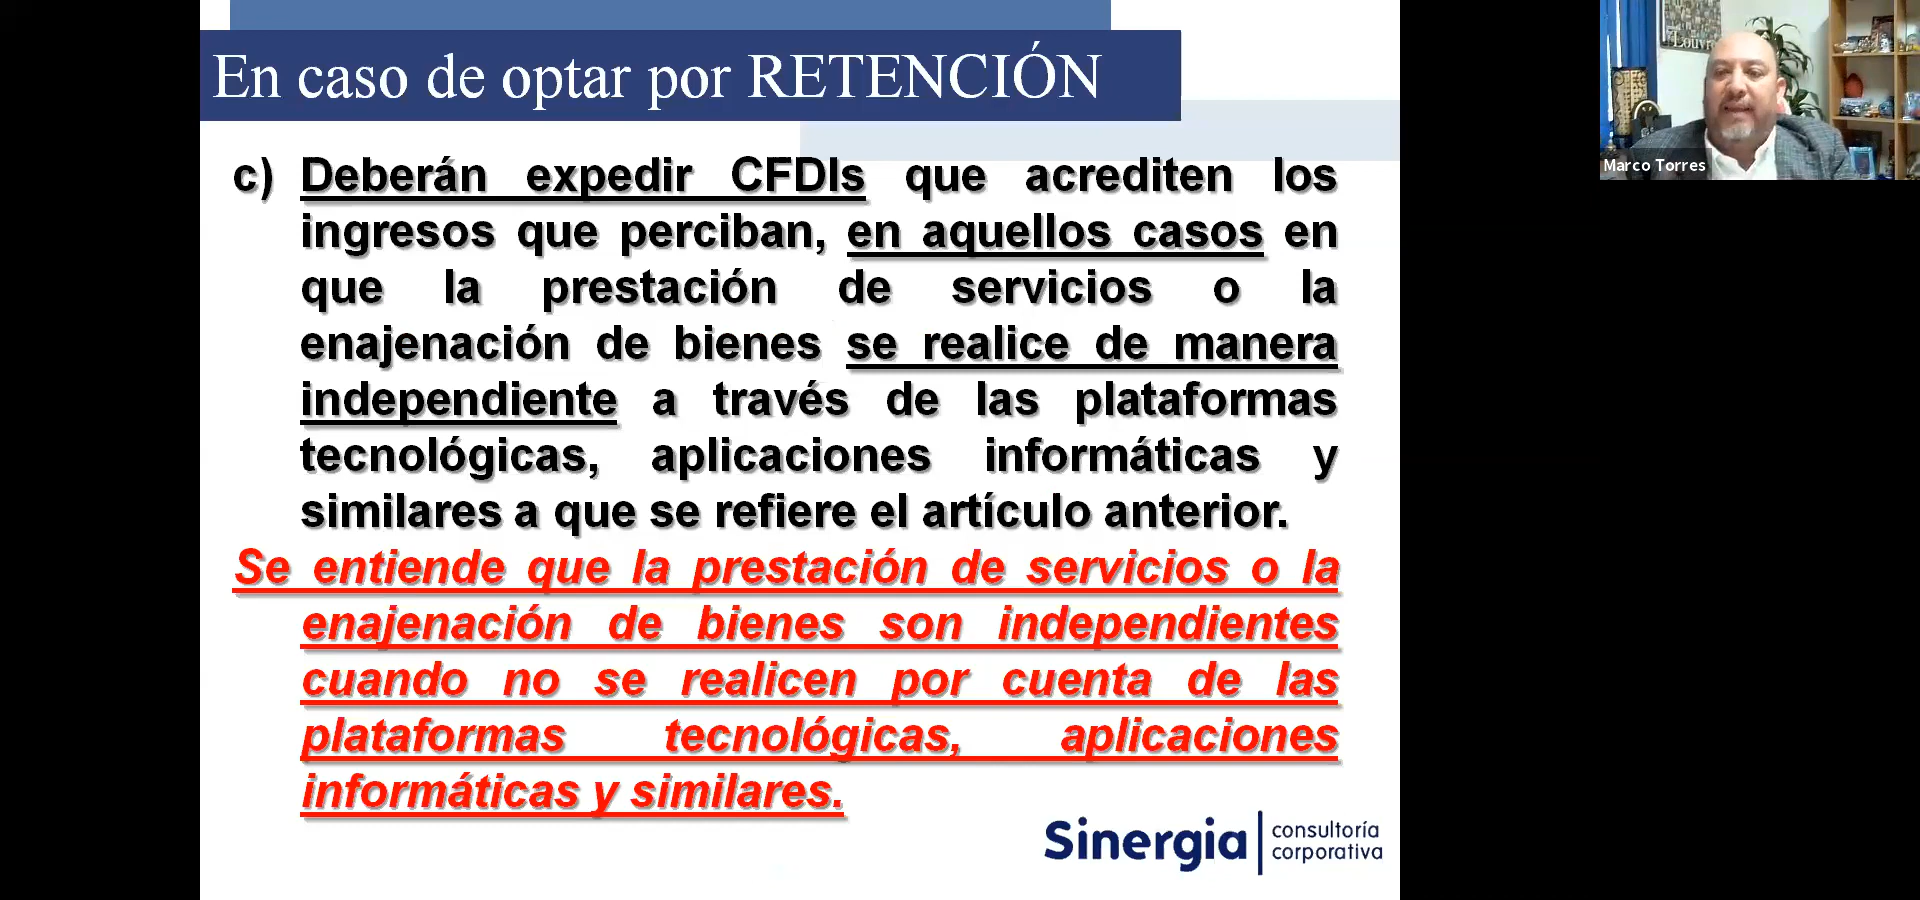 En caso de optar por RETENCIÓN
c) Deberán expedir CFDIs que acrediten los
ingresos que perciban, en aquellos casos en
que la prestación de servicios o la
enajenación de bienes se realice de manera
independiente a través de las plataformas
tecnológicas, aplicaciones informáticas y
similares a que se refiere el artículo anterior.
Se entiende que la prestación de servicios o la
enajenación de bienes son independientes
cuando no se realicen por cuenta de las
plataformas tecnológicas, aplicaciones
informáticas y similares.
Sinergia
consultoría
corporativa
Louvre
Marco Torres